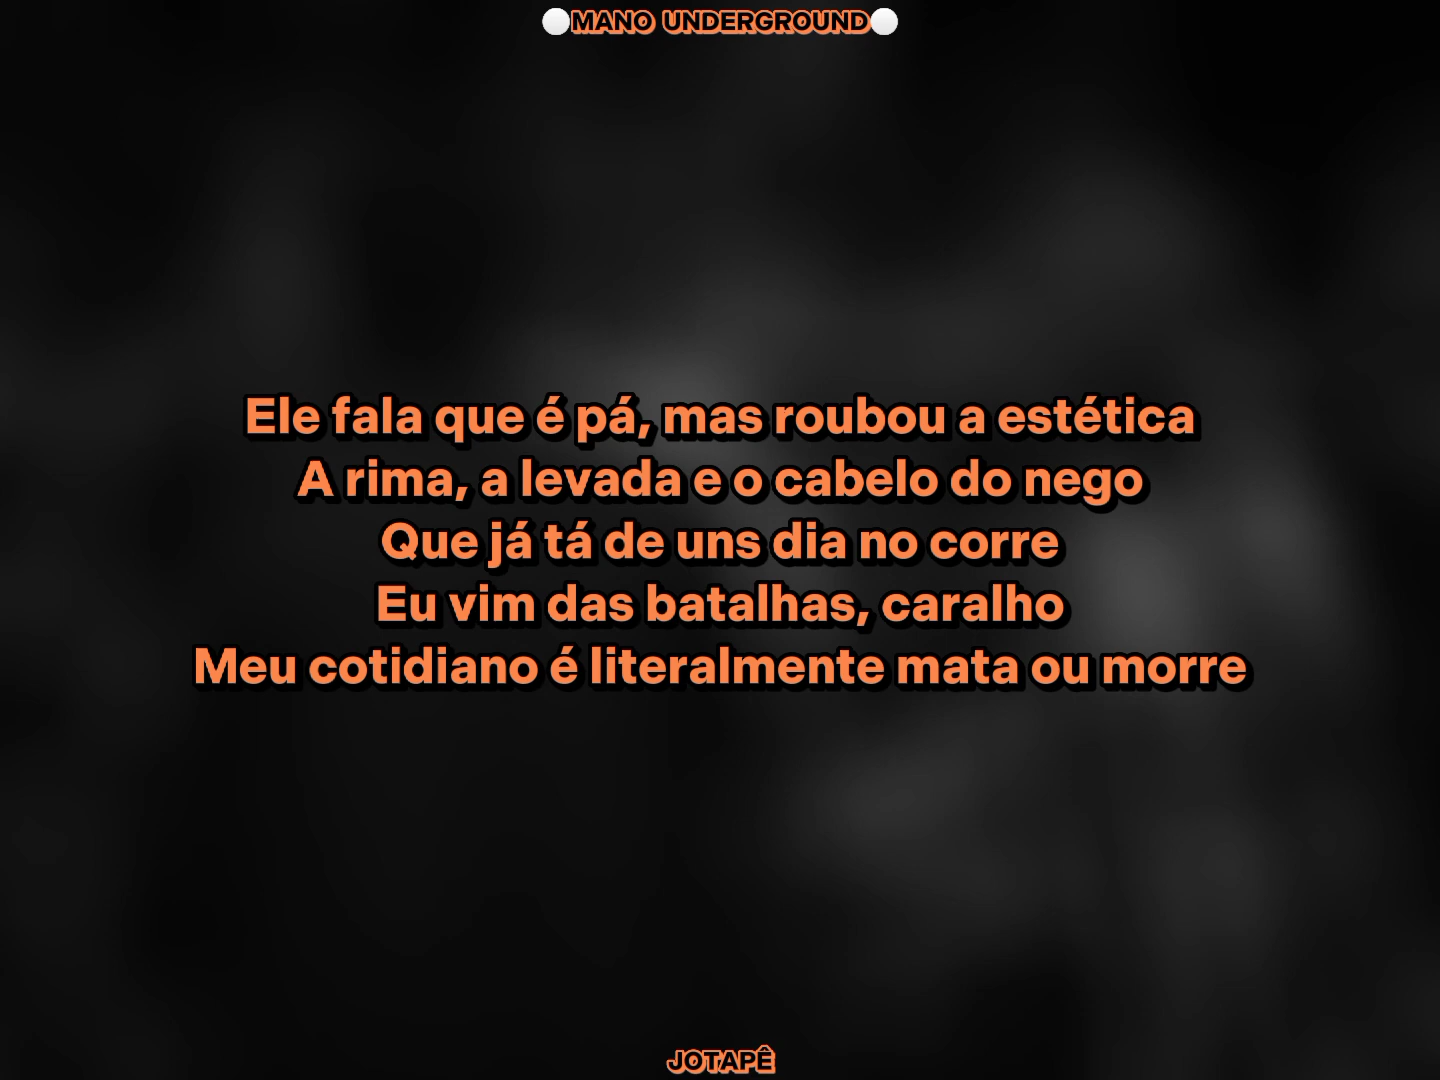 ⚪MANO UNDERGROUND⚪
Ele fala que é pá, mas roubou a estética
A rima, a levada e o cabelo do nego
Que já tá de uns dia no corre
Eu vim das batalhas, caralho
Meu cotidiano é literalmente mata ou morre
JOTAPÊ